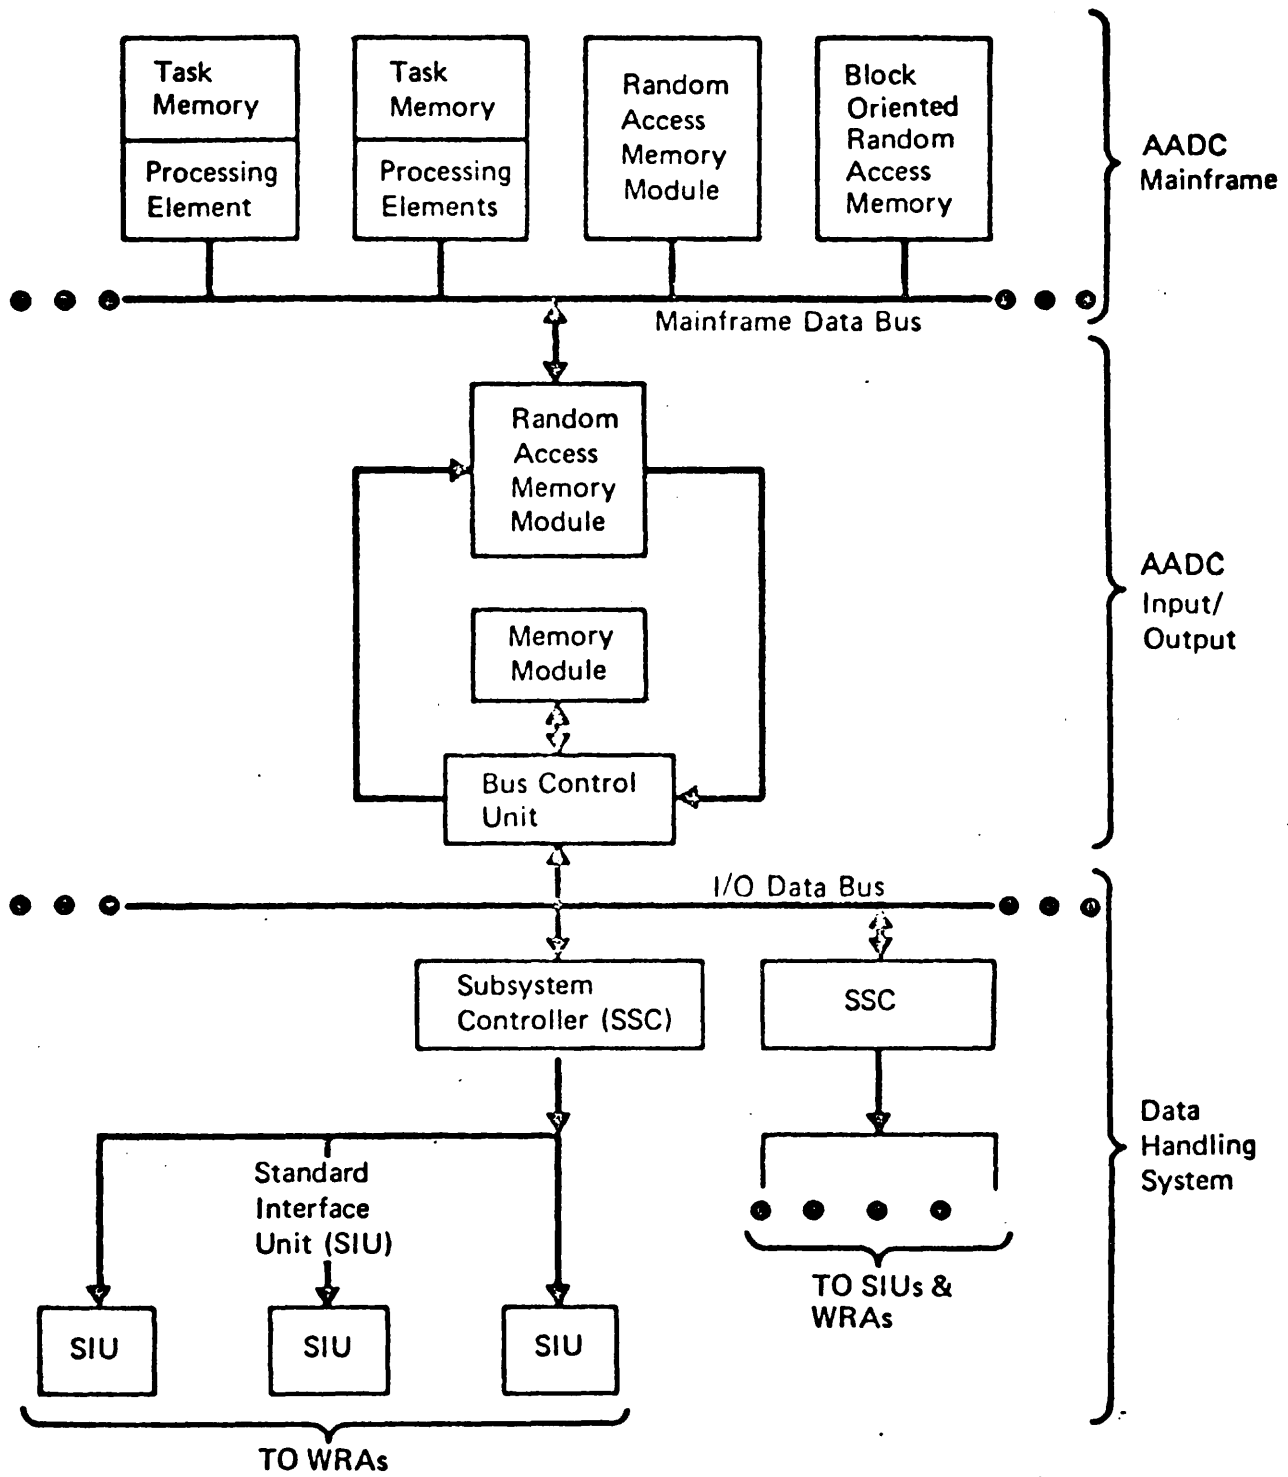 Task
Memory
Processing
Element
Task
Memory
Processing
Elements
Random
Access
Memory
Module
Block
Oriented
Random
Access
Memory
AADC
Mainframe
Mainframe Data Bus
Random
Access
Memory
Module
Memory
Module
Bus Control
Unit
AADC
Input/
Output
I/O Data Bus
Subsystem
Controller (SSC)
SSC
Data
Handling
System
Standard
Interface
Unit (SIU)
SIU
SIU
SIU
TO SIUs &
WRAs
TO WRAs